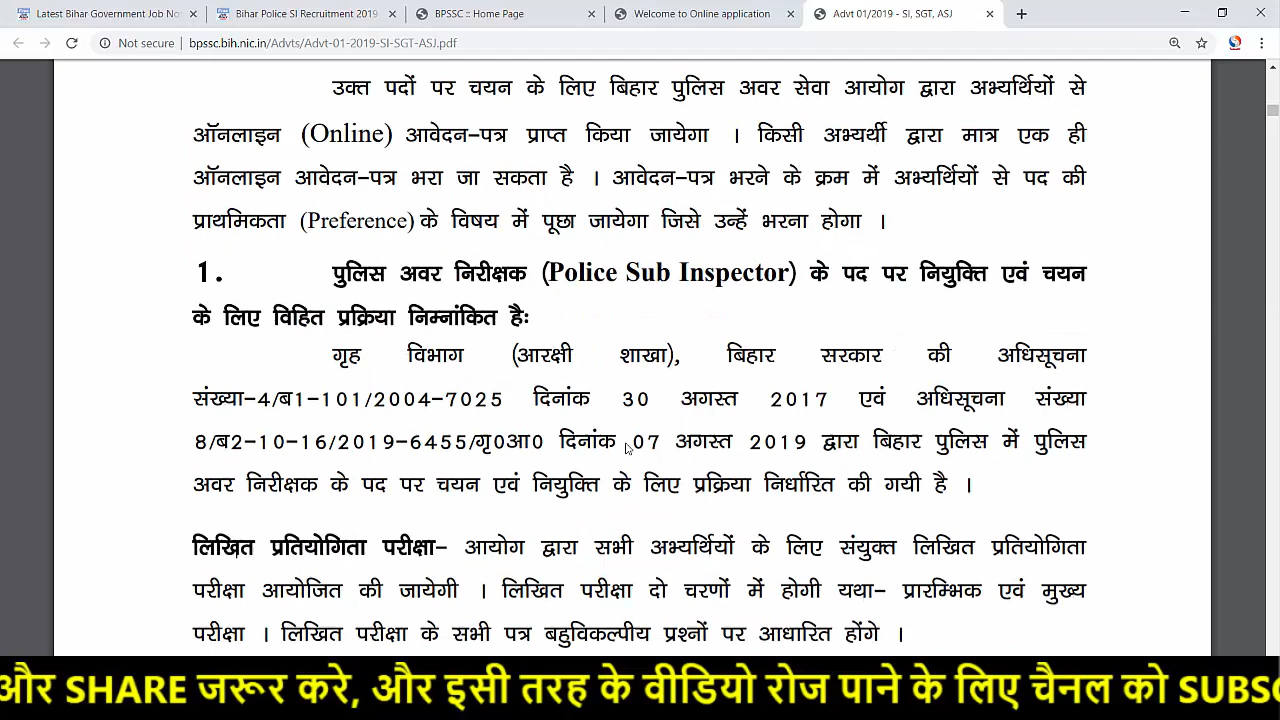 Latest Bihar Government Job No
Bihar Police SI Recruitment 2019
BPSSC :: Home Page
Welcome to Online application
Advt 01/2019 - SI, SGT, ASJ
Not secure
bpssc.bih.nic.in/Advts/Advt-01-2019-SI-SGT-ASJ.pdf
उक्त पदों पर चयन के लिए बिहार पुलिस अवर सेवा आयोग द्वारा अभ्यर्थियों से
ऑनलाइन (Online) आवेदन-पत्र प्राप्त किया जायेगा । किसी अभ्यर्थी द्वारा मात्र एक ही
ऑनलाइन आवेदन-पत्र भरा जा सकता है । आवेदन-पत्र भरने के क्रम में अभ्यर्थियों से पद की
प्राथमिकता (Preference) के विषय में पूछा जायेगा जिसे उन्हें भरना होगा ।
1. पुलिस अवर निरीक्षक (Police Sub Inspector) के पद पर नियुक्ति एवं चयन
के लिए विहित प्रक्रिया निम्नांकित है:
गृह विभाग (आरक्षी शाखा), बिहार सरकार की अधिसूचना
संख्या-4/ब1-101/2004-7025 दिनांक 30 अगस्त 2017 एवं अधिसूचना संख्या
8/ब2-10-16/2019-6455/गृ0आ0 दिनांक 07 अगस्त 2019 द्वारा बिहार पुलिस में पुलिस
अवर निरीक्षक के पद पर चयन एवं नियुक्ति के लिए प्रक्रिया निर्धारित की गयी है ।
लिखित प्रतियोगिता परीक्षा- आयोग द्वारा सभी अभ्यर्थियों के लिए संयुक्त लिखित प्रतियोगिता
परीक्षा आयोजित की जायेगी । लिखित परीक्षा दो चरणों में होगी यथा- प्रारम्भिक एवं मुख्य
परीक्षा । लिखित परीक्षा के सभी पत्र बहुविकल्पीय प्रश्नों पर आधारित होंगे ।
और SHARE जरूर करे, और इसी तरह के वीडियो रोज पाने के लिए चैनल को SUBSC